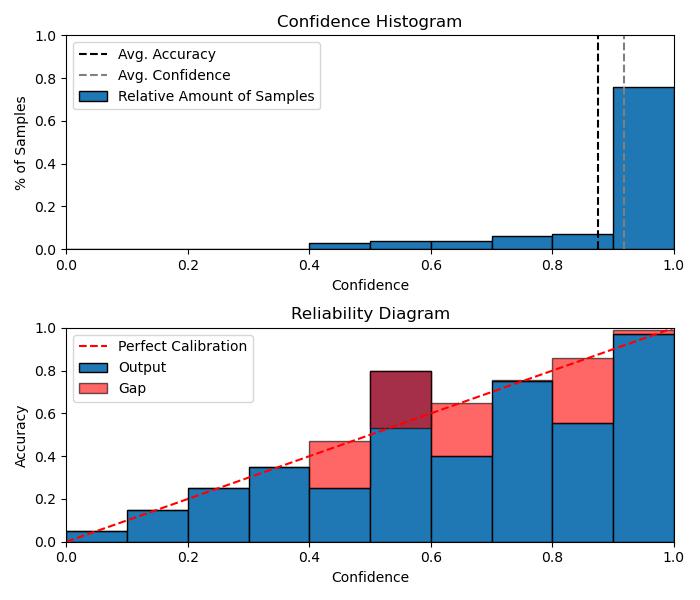 Confidence Histogram
1.0
0.8
0.6
0.4
0.2
0.0
% of Samples
Avg. Accuracy
Avg. Confidence
Relative Amount of Samples
0.0 0.2 0.4 0.6 0.8 1.0
Confidence
Reliability Diagram
1.0
0.8
0.6
0.4
0.2
0.0
Accuracy
Perfect Calibration
Output
Gap
0.0 0.2 0.4 0.6 0.8 1.0
Confidence